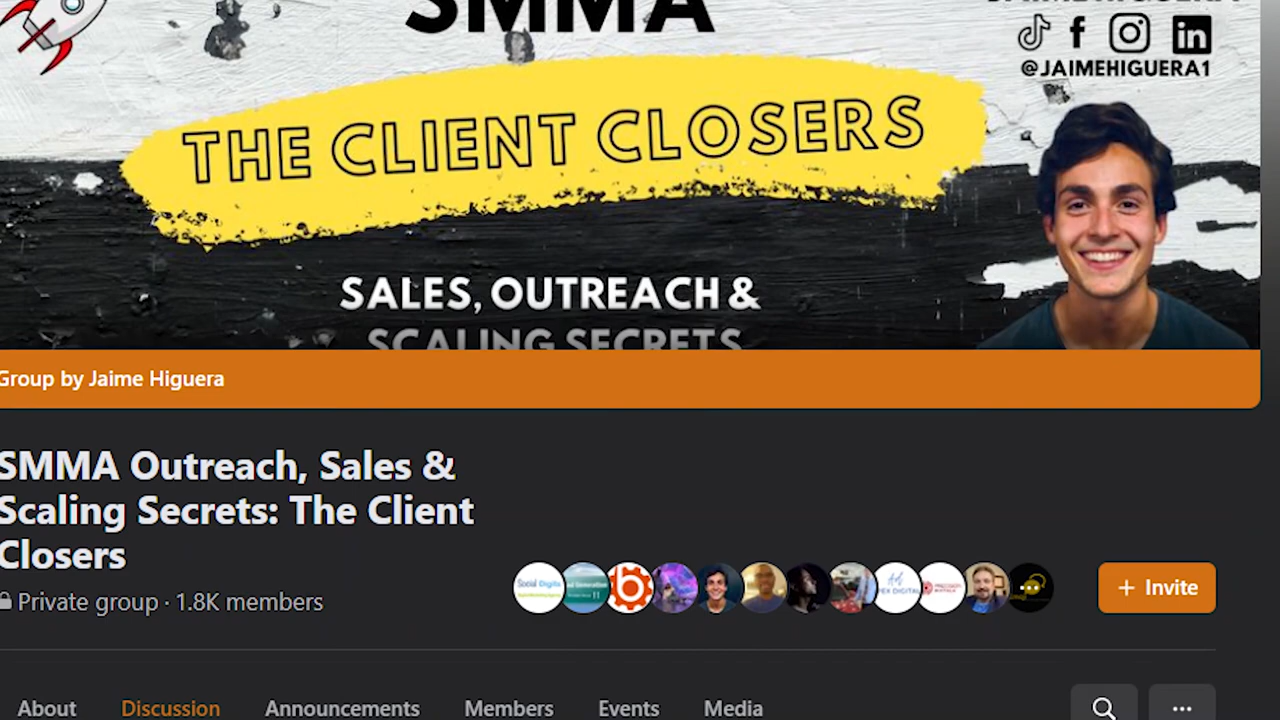 SMMA
@JAIMEHIGUERA1
THE CLIENT CLOSERS
SALES, OUTREACH &
SCALING SECRETS
Group by Jaime Higuera
SMMA Outreach, Sales &
Scaling Secrets: The Client
Closers
Private group · 1.8K members
+ Invite
About Discussion Announcements Members Events Media